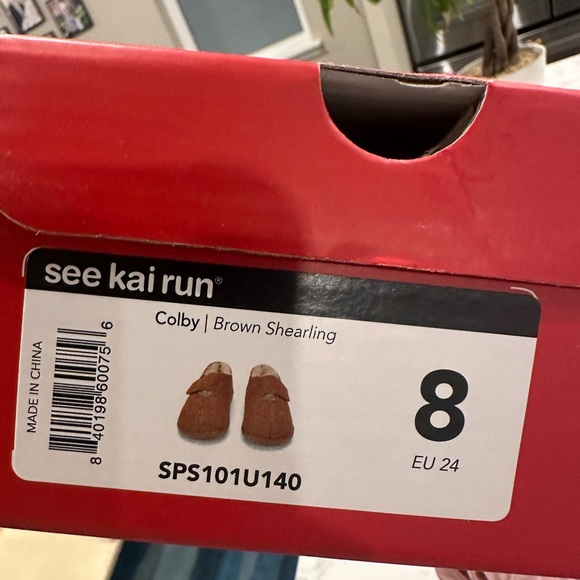 see kai run®
Colby | Brown Shearling
MADE IN CHINA
8 40198 60075 6
8
EU 24
SPS101U140